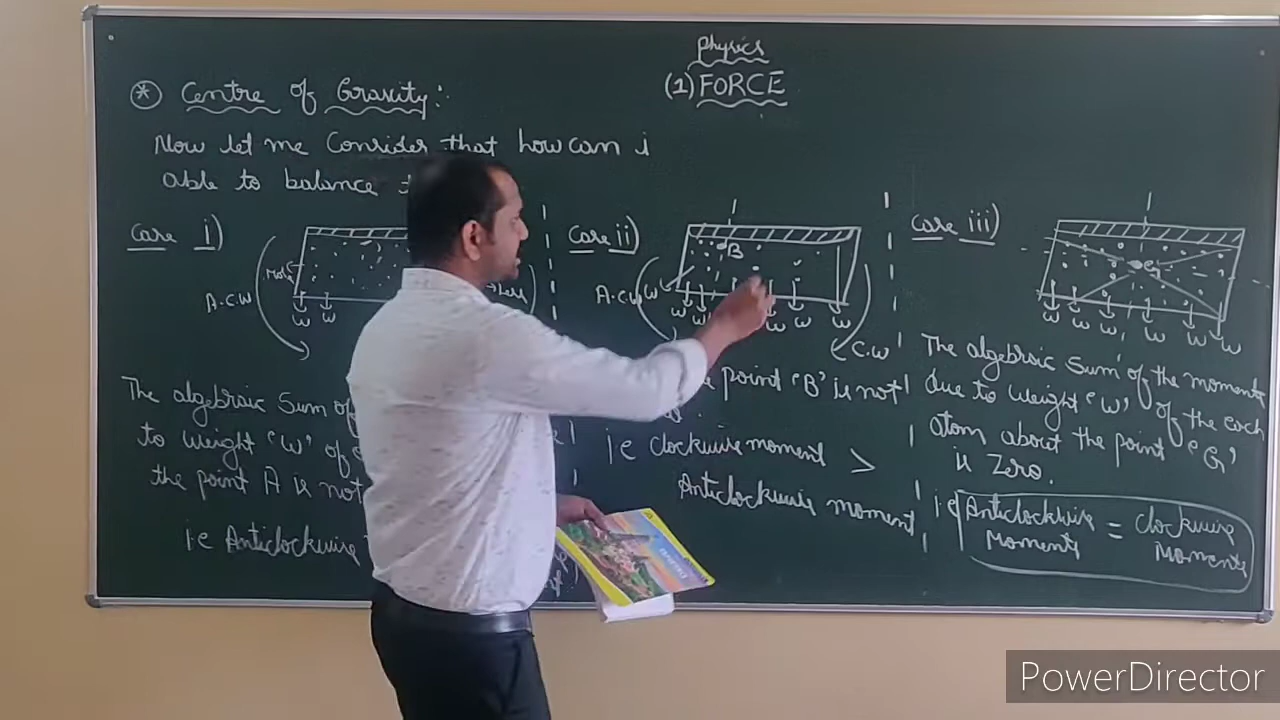 Physics
(1) FORCE
* Centre of Gravity:
Now let me Consider that how can i
able to balance
Case i)
More
Less
A.C.W
W W
The algebraic Sum of
to weight 'W' of
the point A is not
i.e Anticlockwise
Case ii)
B
A.C.W
W W W W W
C.W
point 'B' is not
i.e clockwise moment >
Anticlockwise moment
Case iii)
G
W W W W W W
The algebraic Sum of the moments
due to weight 'W' of the each
atom about the point 'G'
is Zero.
i.e Anticlockwise = clockwise
Moments Moments
PowerDirector